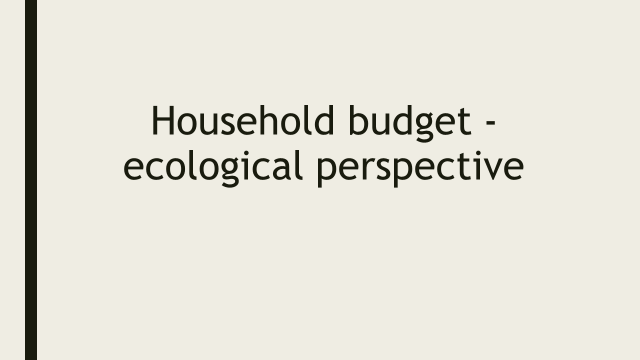 Household budget -
ecological perspective